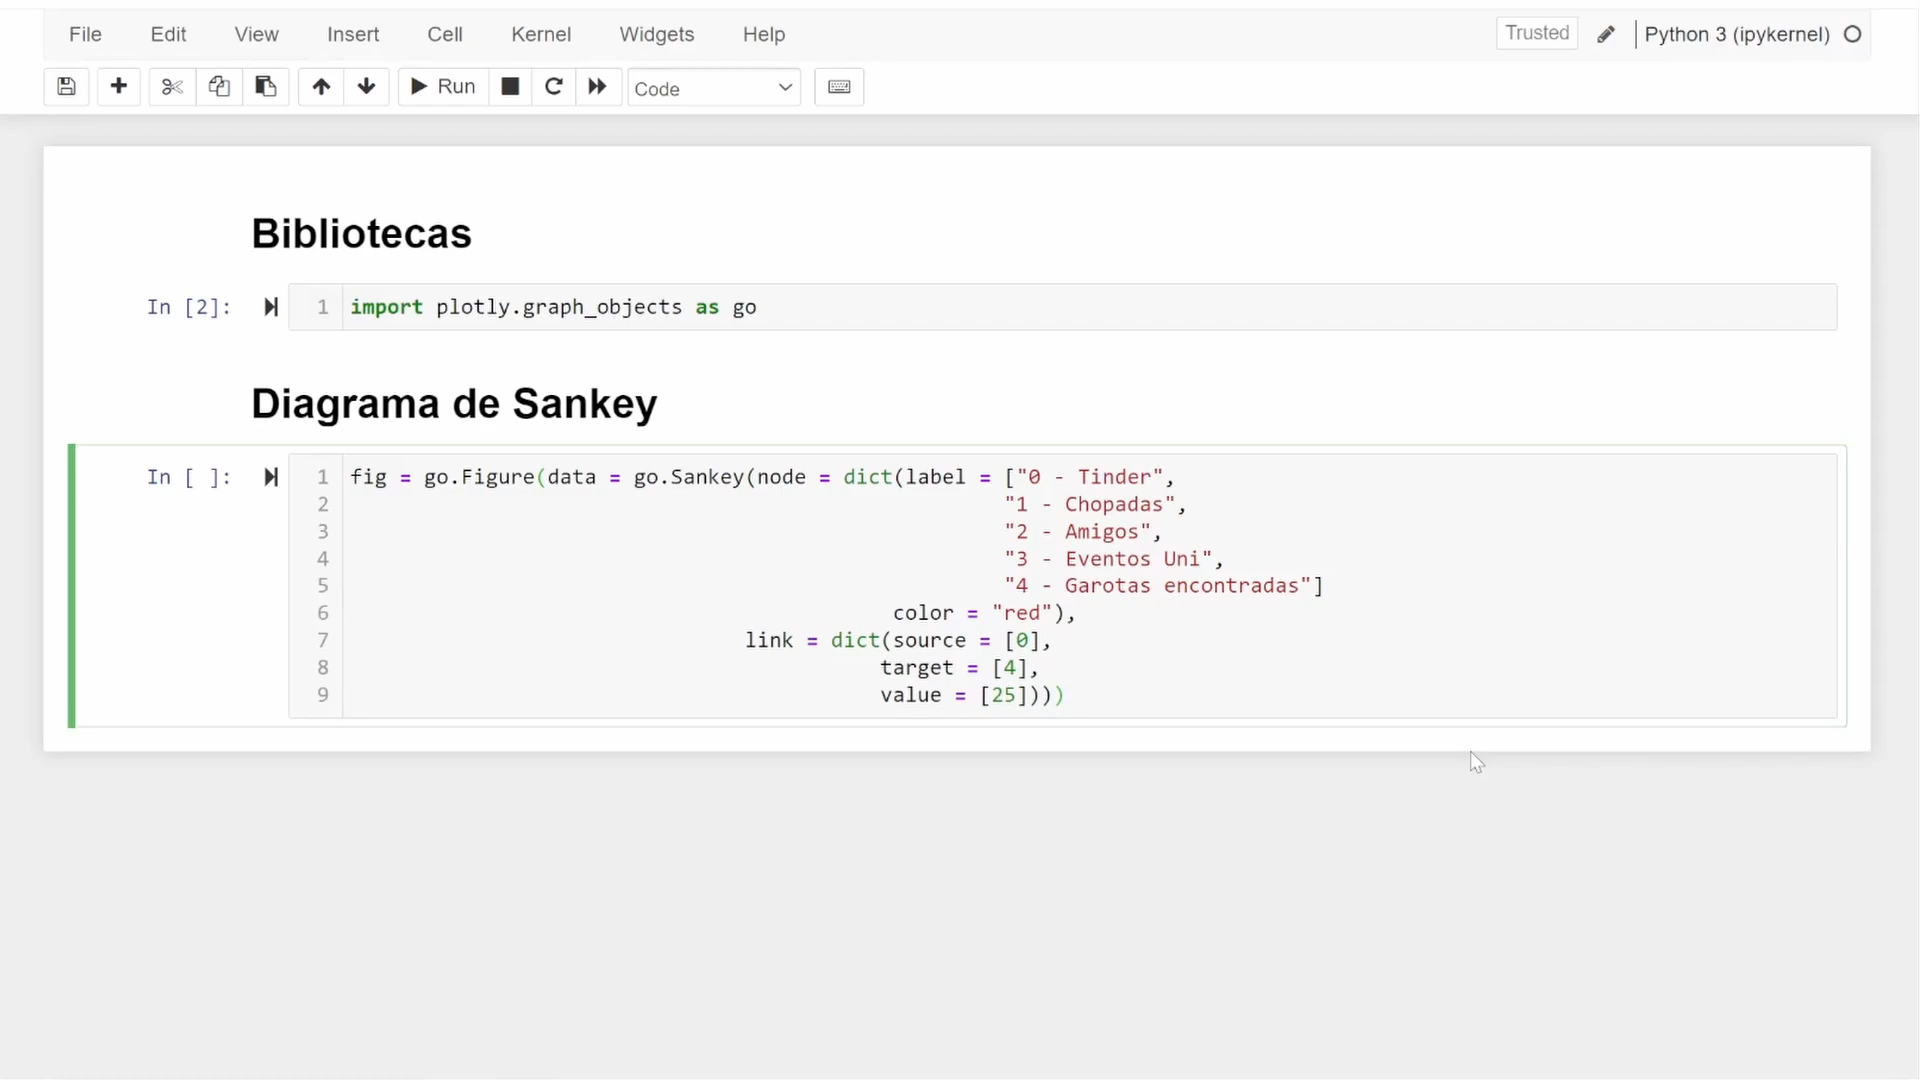 File Edit View Insert Cell Kernel Widgets Help Trusted Python 3 (ipykernel)
Run Code
Bibliotecas
In [2]: 1 import plotly.graph_objects as go
Diagrama de Sankey
In [ ]: 1 fig = go.Figure(data = go.Sankey(node = dict(label = ["0 - Tinder",
2 "1 - Chopadas",
3 "2 - Amigos",
4 "3 - Eventos Uni",
5 "4 - Garotas encontradas"]
6 color = "red"),
7 link = dict(source = [0],
8 target = [4],
9 value = [25])))